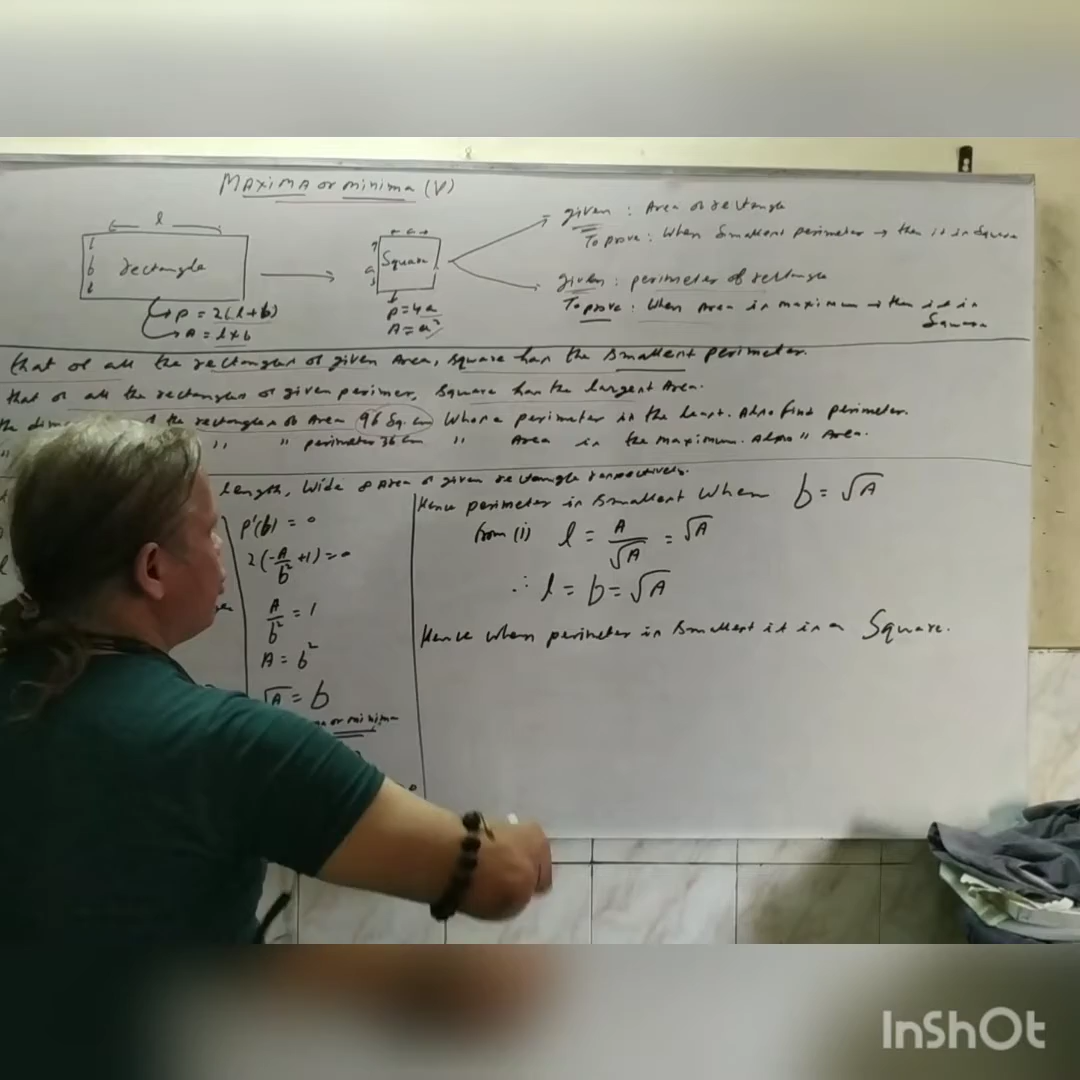 MAXIMA or minima (V)
l
l
b
l
rectangle
P = 2(l+b)
A = l×b
a
a
Square
P = 4a
A = a²
given : Area of rectangle
To prove : When Smallest perimeter → then it is Square
given : perimeter of rectangle
To prove : When Area is maximum → then it is
Square
that of all the rectangles of given Area, square has the smallest perimeter.
that of all the rectangles of given perimer, Square has the largest Area.
the rectangles of Area 96 Sq. cm Whose perimeter is the least. Also find perimeter.
" " perimeter 36 cm " Area is the maximum. Also " Area.
length, Wide & Area of given rectangle respectively.
P'(b) = 0
2(-A/b² + 1) = 0
A/b² = 1
A = b²
√A = b
or minima
Hence perimeter is smallest When b = √A
from (i) l = A/√A = √A
∴ l = b = √A
Hence when perimeter is smallest it is a Square.
InShOt